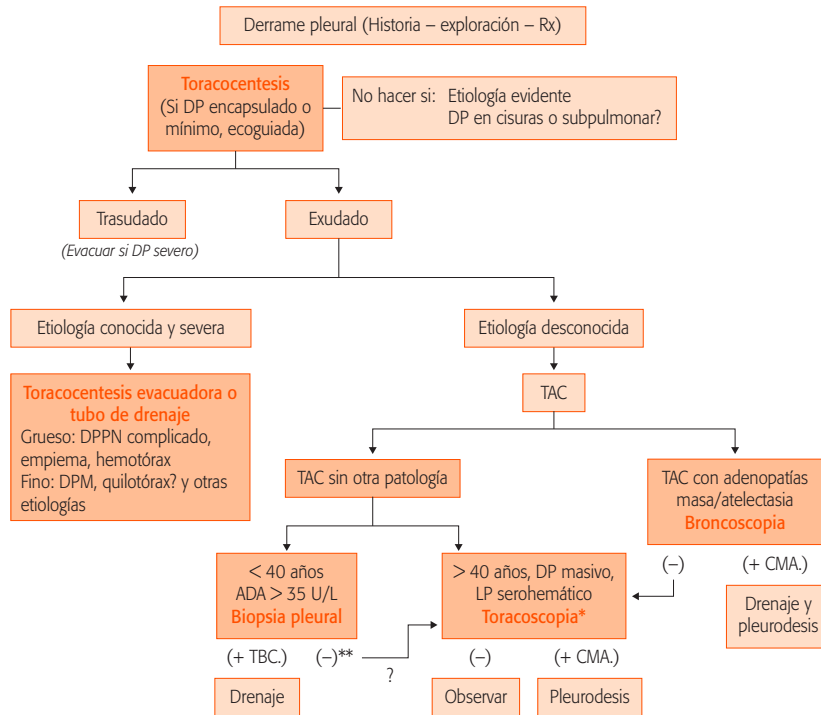 Derrame pleural (Historia – exploración – Rx)
Toracocentesis
(Si DP encapsulado o
mínimo, ecoguiada)
No hacer si: Etiología evidente
DP en cisuras o subpulmonar?
Trasudado
(Evacuar si DP severo)
Exudado
Etiología conocida y severa
Etiología desconocida
Toracocentesis evacuadora o
tubo de drenaje
Grueso: DPPN complicado,
empiema, hemotórax
Fino: DPM, quilotórax? y otras
etiologías
TAC
TAC sin otra patología
TAC con adenopatías
masa/atelectasia
Broncoscopia
(–) (+ CMA.)
Drenaje y
pleurodesis
< 40 años
ADA > 35 U/L
Biopsia pleural
> 40 años, DP masivo,
LP serohemático
Toracoscopia*
(+ TBC.) (–)**
?
(–) (+ CMA.)
Drenaje
Observar
Pleurodesis